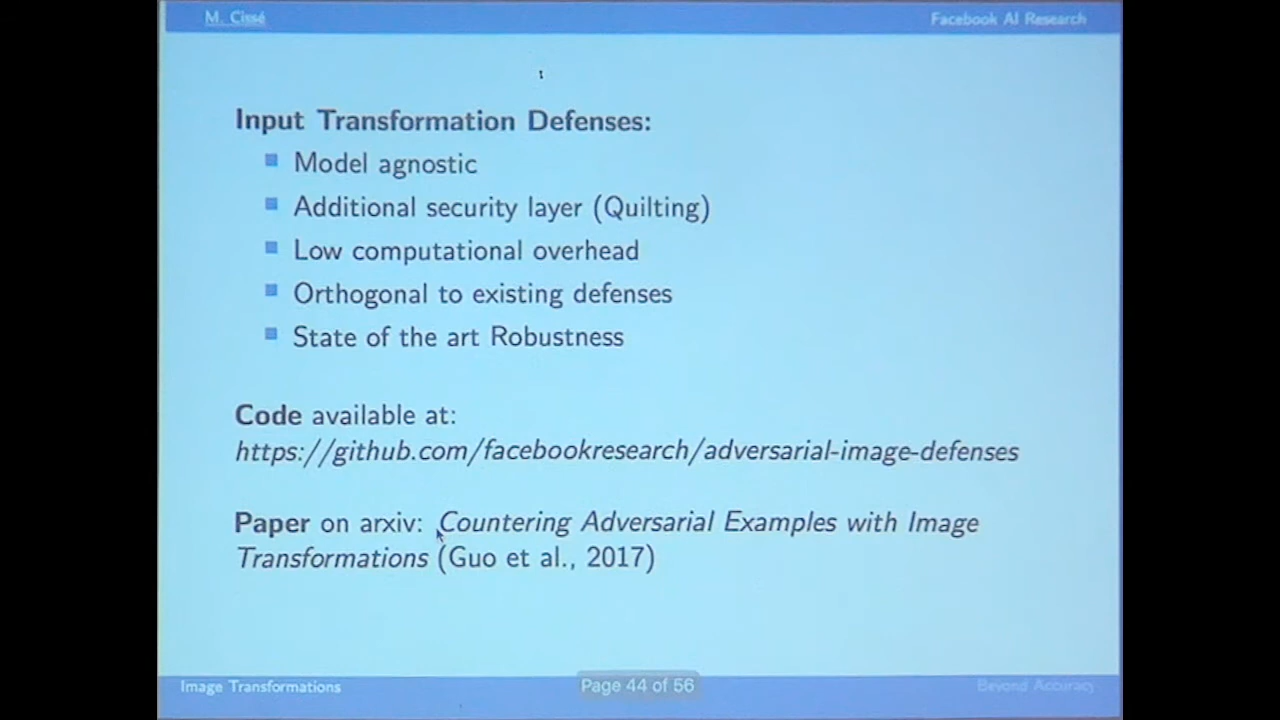 M. Cissé
Facebook AI Research
Input Transformation Defenses:
Model agnostic
Additional security layer (Quilting)
Low computational overhead
Orthogonal to existing defenses
State of the art Robustness
Code available at:
https://github.com/facebookresearch/adversarial-image-defenses
Paper on arxiv: Countering Adversarial Examples with Image
Transformations (Guo et al., 2017)
Image Transformations
Page 44 of 56
Beyond Accuracy